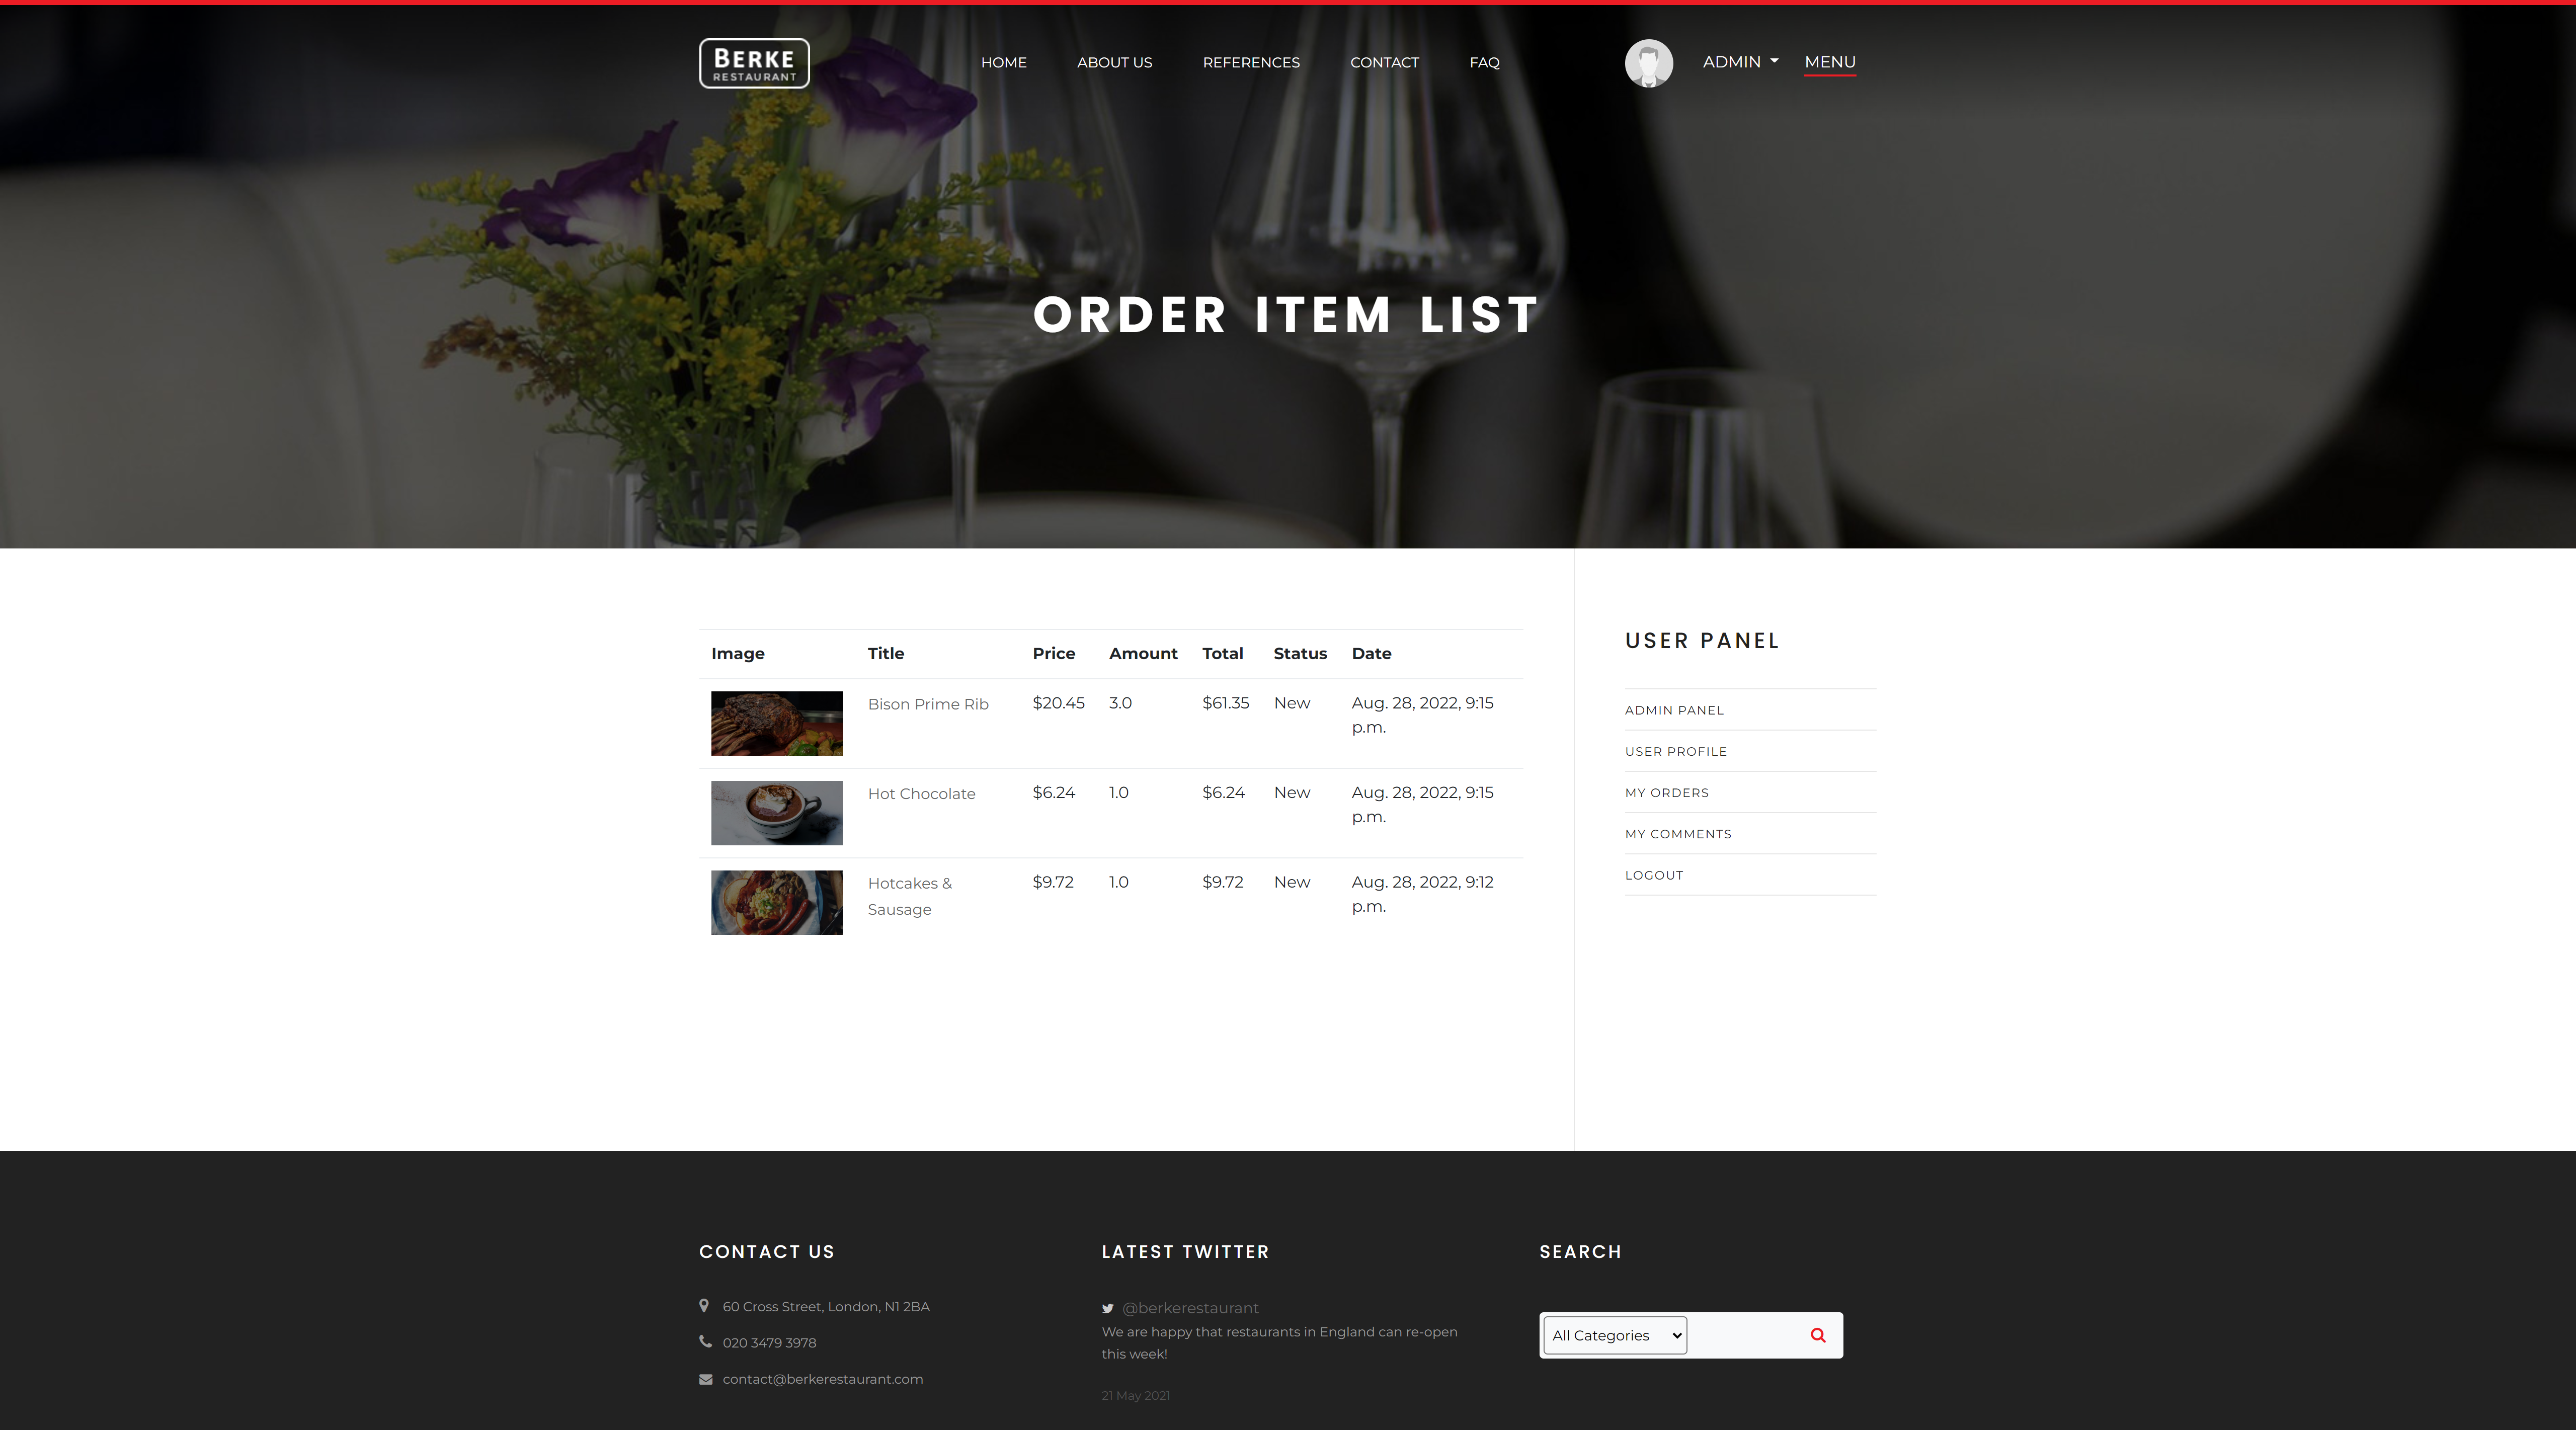 BERKE
RESTAURANT
HOME ABOUT US REFERENCES CONTACT FAQ
ADMIN MENU
ORDER ITEM LIST
Image Title Price Amount Total Status Date
Bison Prime Rib $20.45 3.0 $61.35 New Aug. 28, 2022, 9:15
p.m.
Hot Chocolate $6.24 1.0 $6.24 New Aug. 28, 2022, 9:15
p.m.
Hotcakes & $9.72 1.0 $9.72 New Aug. 28, 2022, 9:12
Sausage p.m.
USER PANEL
ADMIN PANEL
USER PROFILE
MY ORDERS
MY COMMENTS
LOGOUT
CONTACT US
60 Cross Street, London, N1 2BA
020 3479 3978
contact@berkerestaurant.com
LATEST TWITTER
@berkerestaurant
We are happy that restaurants in England can re-open
this week!
21 May 2021
SEARCH
All Categories